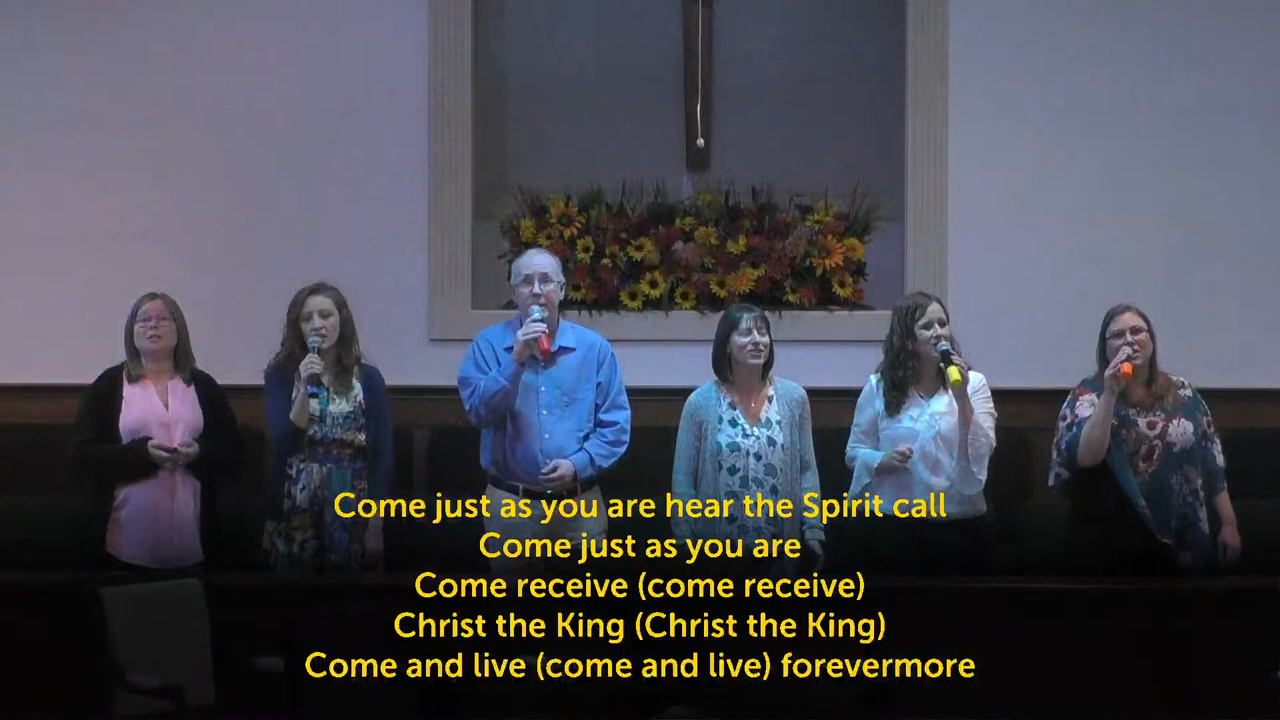 Come just as you are hear the Spirit call
Come just as you are
Come receive (come receive)
Christ the King (Christ the King)
Come and live (come and live) forevermore